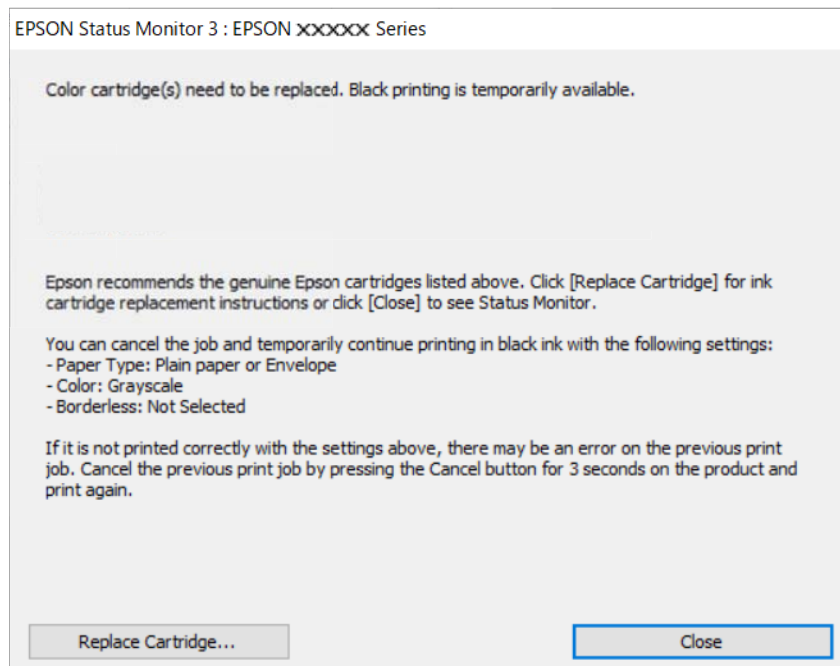 EPSON Status Monitor 3 : EPSON XXXXX Series
Color cartridge(s) need to be replaced. Black printing is temporarily available.
Epson recommends the genuine Epson cartridges listed above. Click [Replace Cartridge] for ink
cartridge replacement instructions or click [Close] to see Status Monitor.
You can cancel the job and temporarily continue printing in black ink with the following settings:
- Paper Type: Plain paper or Envelope
- Color: Grayscale
- Borderless: Not Selected
If it is not printed correctly with the settings above, there may be an error on the previous print
job. Cancel the previous print job by pressing the Cancel button for 3 seconds on the product and
print again.
Replace Cartridge...
Close